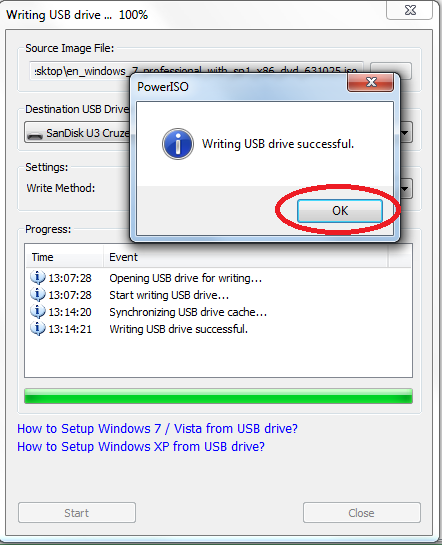 Writing USB drive ... 100%
Source Image File:
sktop\en_windows_7_professional_with_sp1_x86_dvd_631025.iso
PowerISO
Destination USB Drive
SanDisk U3 Cruze
Writing USB drive successful.
Settings:
Write Method:
OK
Progress:
Time Event
13:07:28 Opening USB drive for writing...
13:07:28 Start writing USB drive...
13:14:20 Synchronizing USB drive cache...
13:14:21 Writing USB drive successful.
How to Setup Windows 7 / Vista from USB drive?
How to Setup Windows XP from USB drive?
Start Close